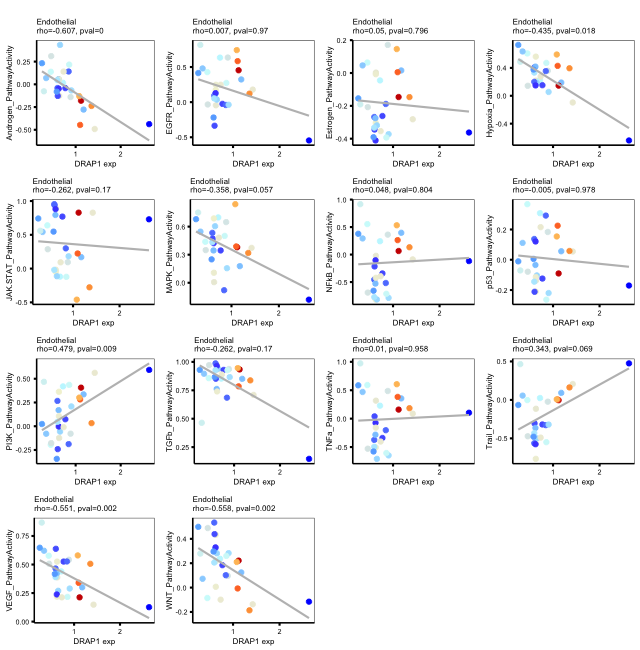 Endothelial
rho=-0.607, pval=0
Androgen_PathwayActivity
0.25
0.00
-0.25
-0.50
1
2
DRAP1 exp
Endothelial
rho=0.007, pval=0.97
EGFR_PathwayActivity
0.5
0.0
-0.5
1
2
DRAP1 exp
Endothelial
rho=0.05, pval=0.796
Estrogen_PathwayActivity
0.2
0.0
-0.2
-0.4
1
2
DRAP1 exp
Endothelial
rho=-0.435, pval=0.018
Hypoxia_PathwayActivity
0.4
0.0
-0.4
1
2
DRAP1 exp
Endothelial
rho=-0.262, pval=0.17
JAK-STAT_PathwayActivity
1.0
0.5
0.0
-0.5
1
2
DRAP1 exp
Endothelial
rho=-0.358, pval=0.057
MAPK_PathwayActivity
0.8
0.4
0.0
1
2
DRAP1 exp
Endothelial
rho=0.048, pval=0.804
NFkB_PathwayActivity
1.0
0.5
0.0
-0.5
1
2
DRAP1 exp
Endothelial
rho=-0.005, pval=0.978
p53_PathwayActivity
0.2
0.0
-0.2
1
2
DRAP1 exp
Endothelial
rho=0.479, pval=0.009
PI3K_PathwayActivity
0.50
0.25
0.00
-0.25
1
2
DRAP1 exp
Endothelial
rho=-0.262, pval=0.17
TGFb_PathwayActivity
1.00
0.75
0.50
0.25
1
2
DRAP1 exp
Endothelial
rho=0.01, pval=0.958
TNFa_PathwayActivity
1.0
0.5
0.0
-0.5
1
2
DRAP1 exp
Endothelial
rho=0.343, pval=0.069
Trail_PathwayActivity
0.5
0.0
-0.5
1
2
DRAP1 exp
Endothelial
rho=-0.551, pval=0.002
VEGF_PathwayActivity
0.75
0.50
0.25
0.00
1
2
DRAP1 exp
Endothelial
rho=-0.558, pval=0.002
WNT_PathwayActivity
0.4
0.2
0.0
-0.2
1
2
DRAP1 exp